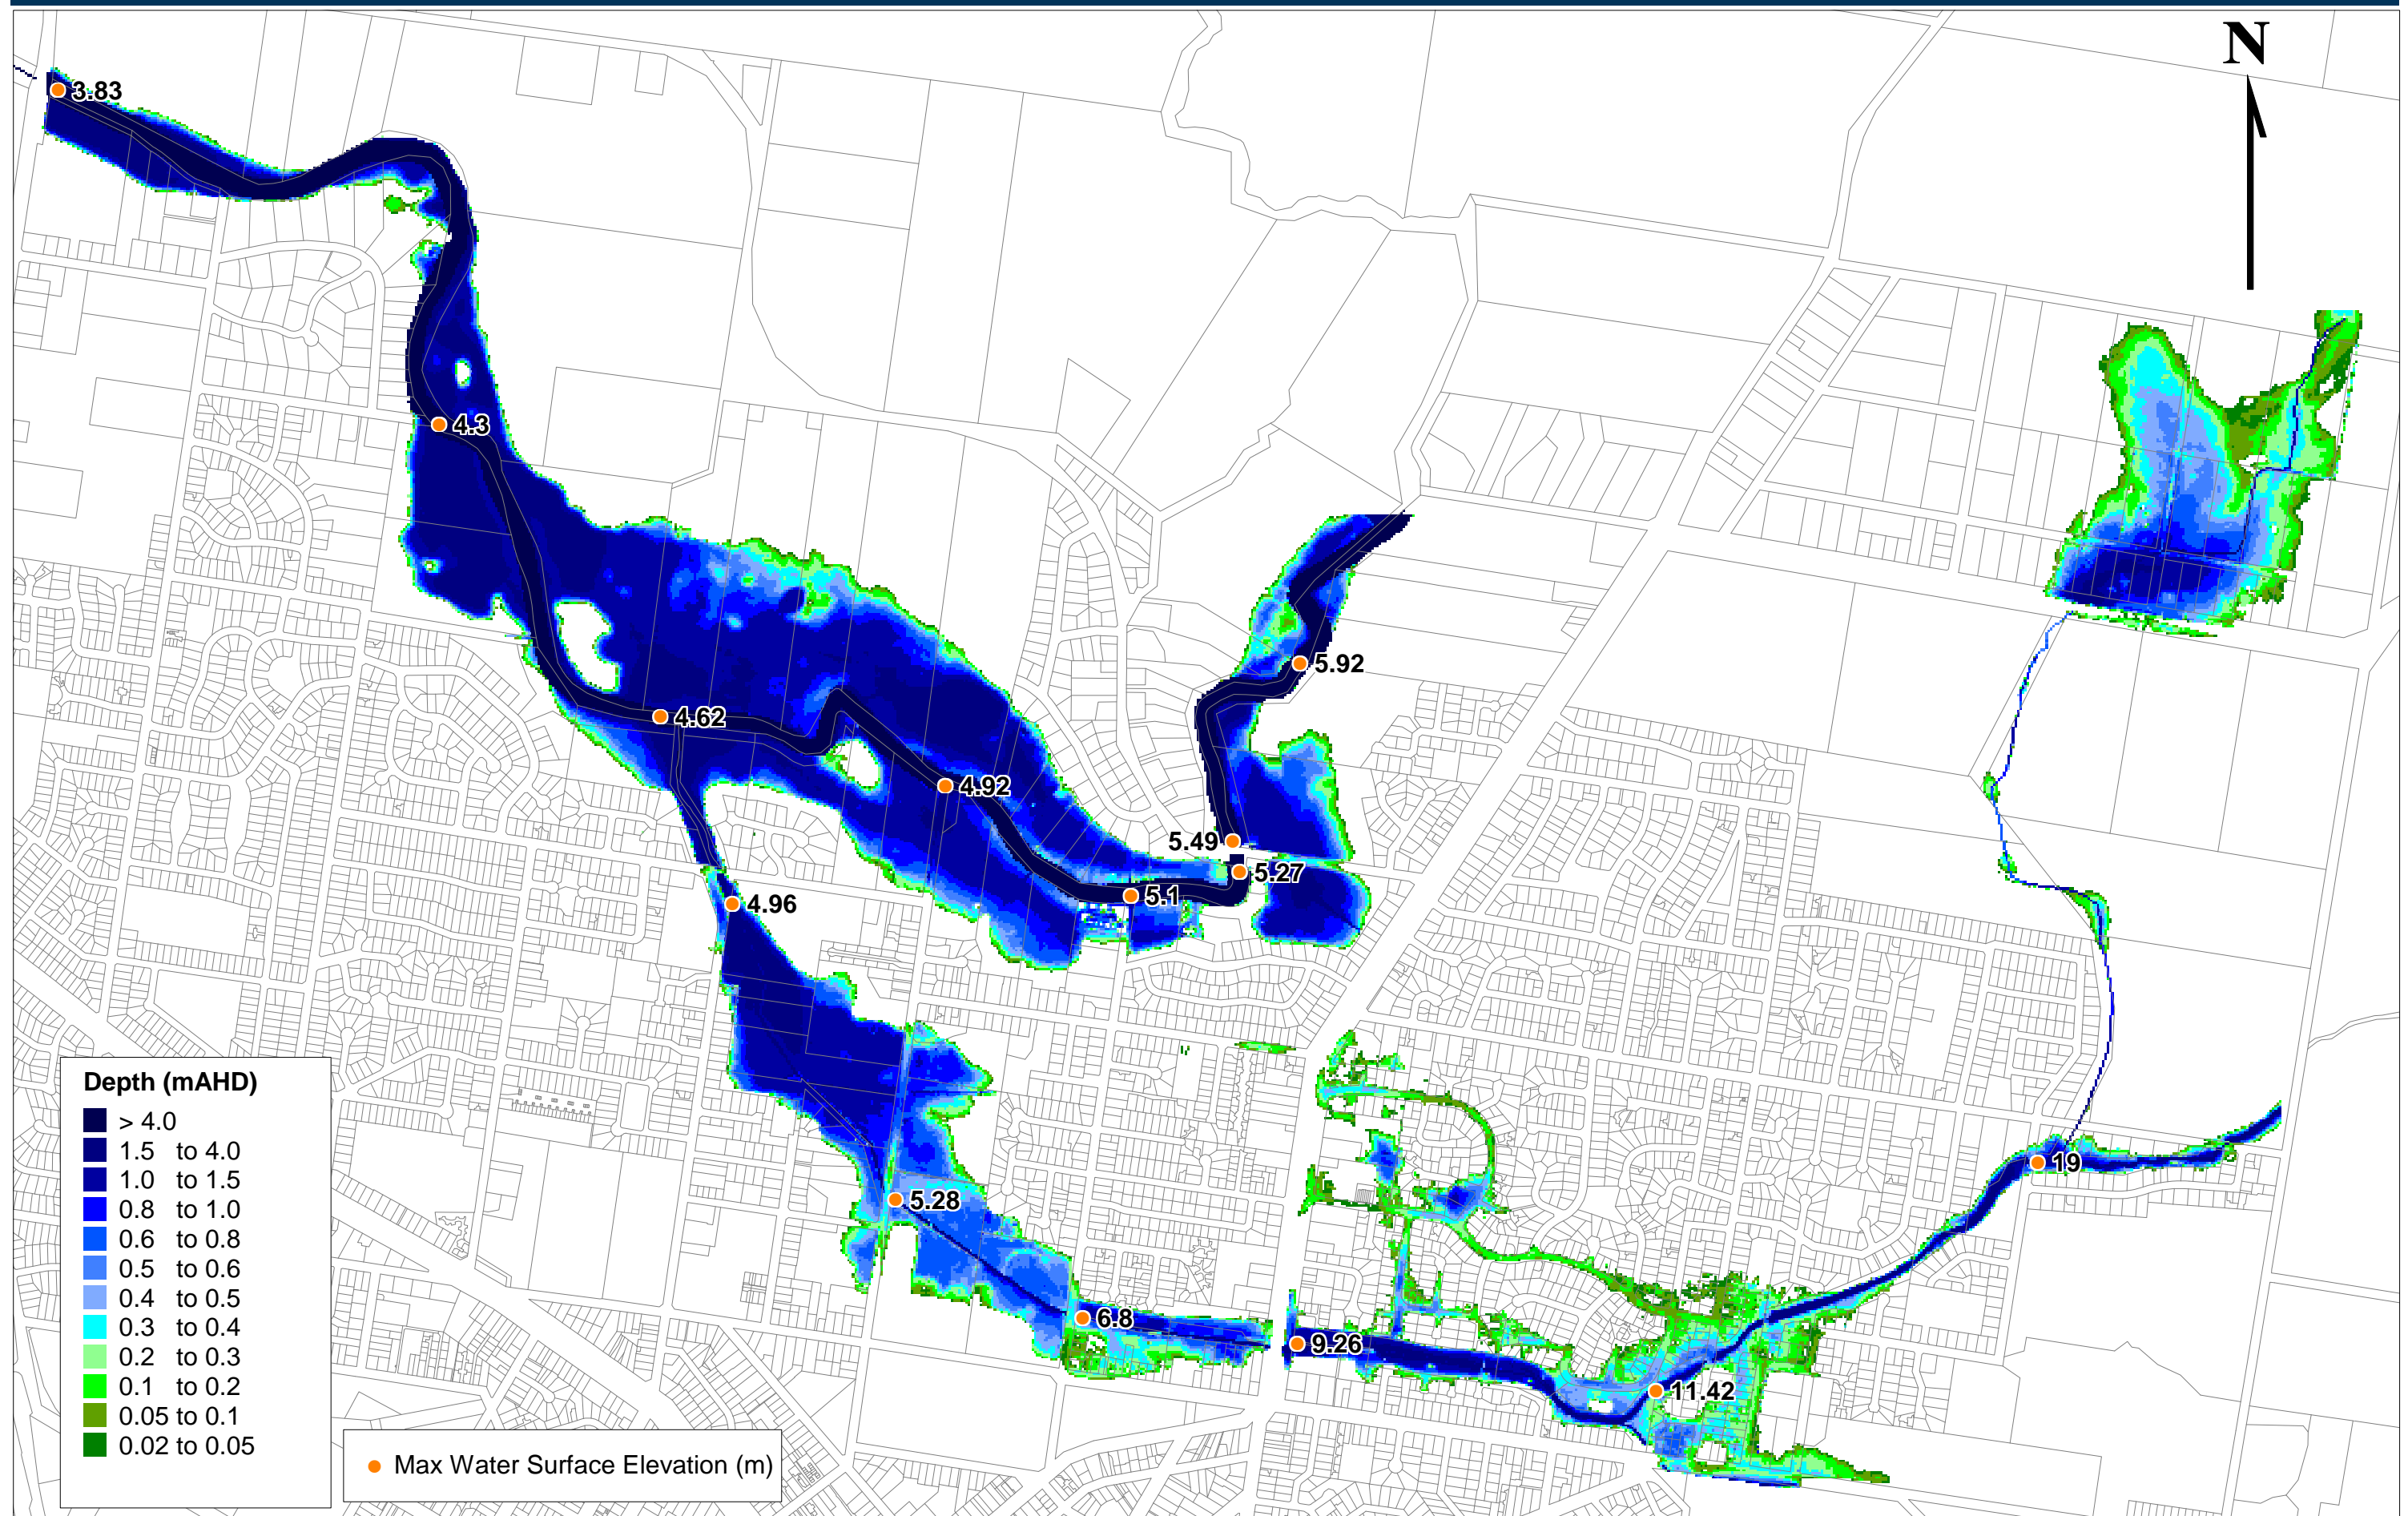 N
3.83
4.3
5.92
4.62
4.92
5.49
5.27
5.1
4.96
19
5.28
6.8
9.26
11.42
Depth (mAHD)
> 4.0
1.5 to 4.0
1.0 to 1.5
0.8 to 1.0
0.6 to 0.8
0.5 to 0.6
0.4 to 0.5
0.3 to 0.4
0.2 to 0.3
0.1 to 0.2
0.05 to 0.1
0.02 to 0.05
Max Water Surface Elevation (m)